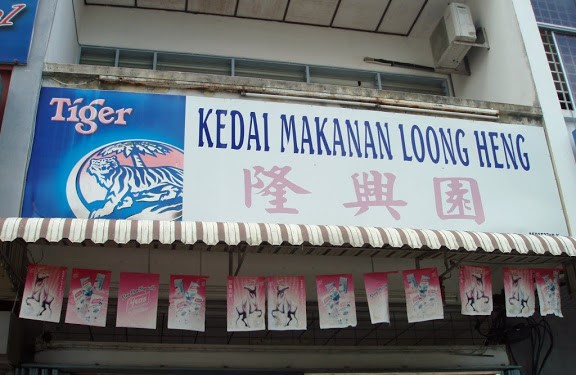 Tiger
KEDAI MAKANAN LOONG HENG
隆興園